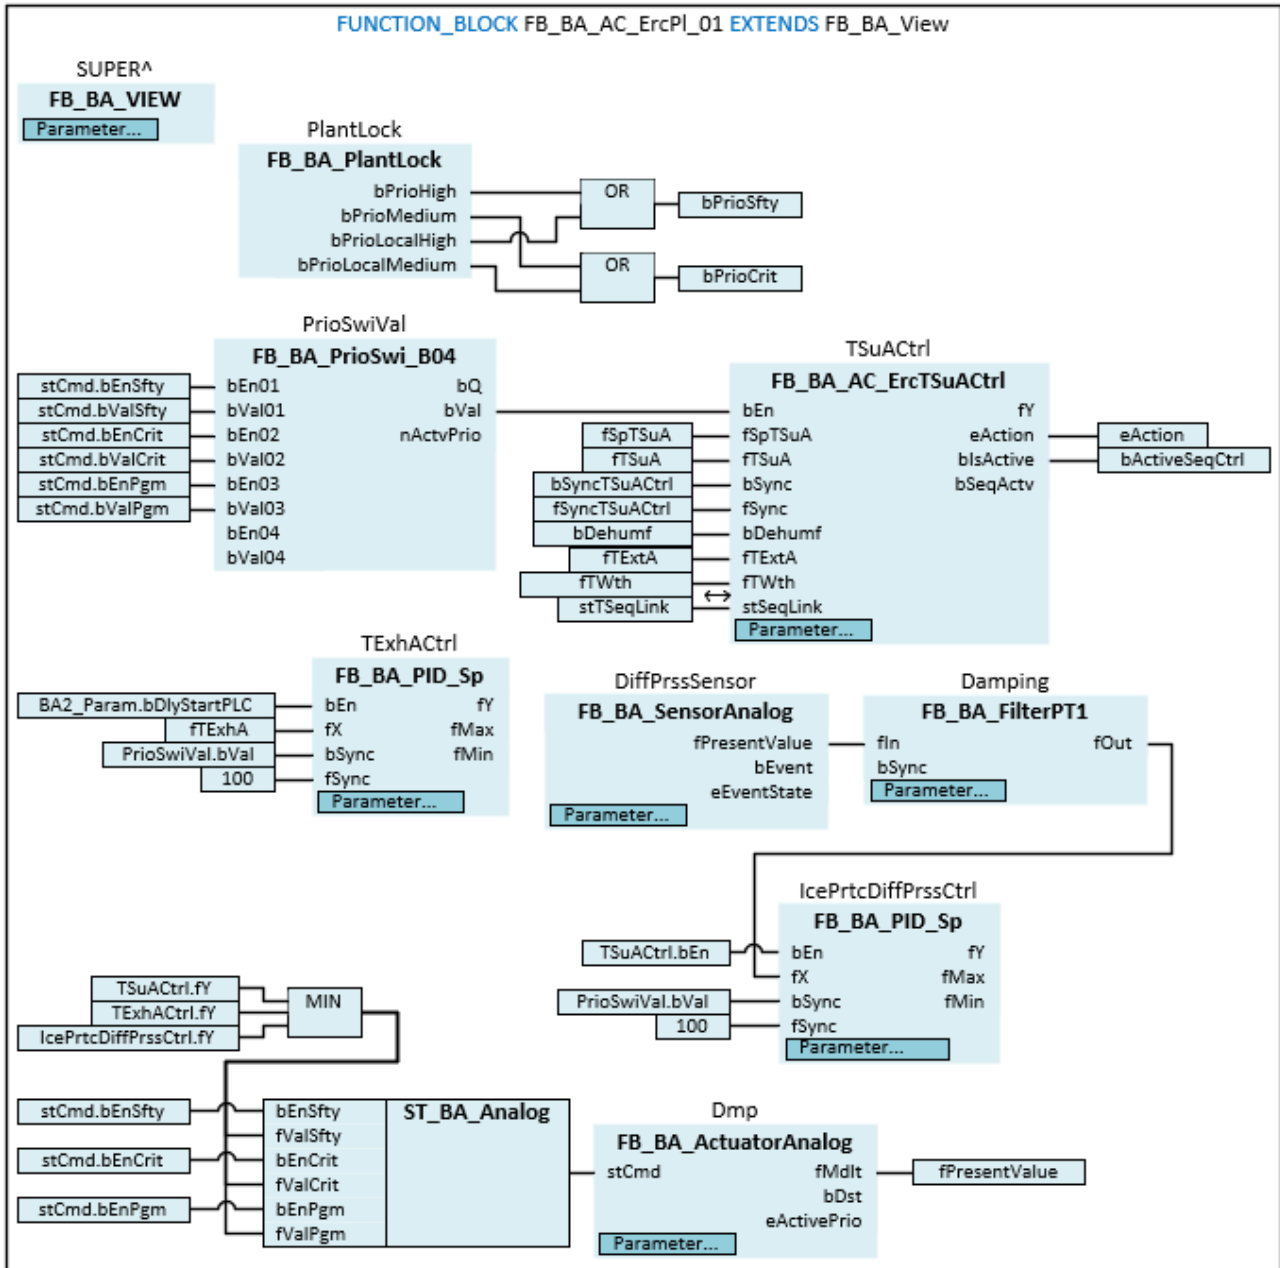 FUNCTION_BLOCK FB_BA_AC_ErcPl_01 EXTENDS FB_BA_View
SUPER^
FB_BA_VIEW
Parameter...
PlantLock
FB_BA_PlantLock
bPrioHigh
bPrioMedium
bPrioLocalHigh
bPrioLocalMedium
OR
bPrioSfty
OR
bPrioCrit
PrioSwiVal
FB_BA_PrioSwi_B04
stCmd.bEnSfty
bEn01
bQ
stCmd.bValSfty
bVal01
bVal
stCmd.bEnCrit
bEn02
nActvPrio
stCmd.bValCrit
bVal02
stCmd.bEnPgm
bEn03
stCmd.bValPgm
bVal03
bEn04
bVal04
TSuACtrl
FB_BA_AC_ErcTSuACtrl
bEn
fY
fSpTSuA
fSpTSuA
eAction
eAction
fTSuA
fTSuA
bIsActive
bActiveSeqCtrl
bSyncTSuACtrl
bSync
bSeqActv
fSyncTSuACtrl
fSync
bDehumf
bDehumf
fTExtA
fTExtA
fTWth
fTWth
stTSeqLink
stSeqLink
Parameter...
TExhACtrl
FB_BA_PID_Sp
BA2_Param.bDlyStartPLC
bEn
fY
fTExhA
fX
fMax
PrioSwiVal.bVal
bSync
fMin
100
fSync
Parameter...
DiffPrssSensor
FB_BA_SensorAnalog
fPresentValue
bEvent
eEventState
Parameter...
Damping
FB_BA_FilterPT1
fIn
fOut
bSync
Parameter...
IcePrtcDiffPrssCtrl
FB_BA_PID_Sp
TSuACtrl.bEn
bEn
fY
fX
fMax
PrioSwiVal.bVal
bSync
fMin
100
fSync
Parameter...
TSuACtrl.fY
TExhACtrl.fY
IcePrtcDiffPrssCtrl.fY
MIN
stCmd.bEnSfty
bEnSfty
ST_BA_Analog
fValSfty
stCmd.bEnCrit
bEnCrit
fValCrit
stCmd.bEnPgm
bEnPgm
fValPgm
Dmp
FB_BA_ActuatorAnalog
stCmd
fMdlt
fPresentValue
bDst
eActivePrio
Parameter...